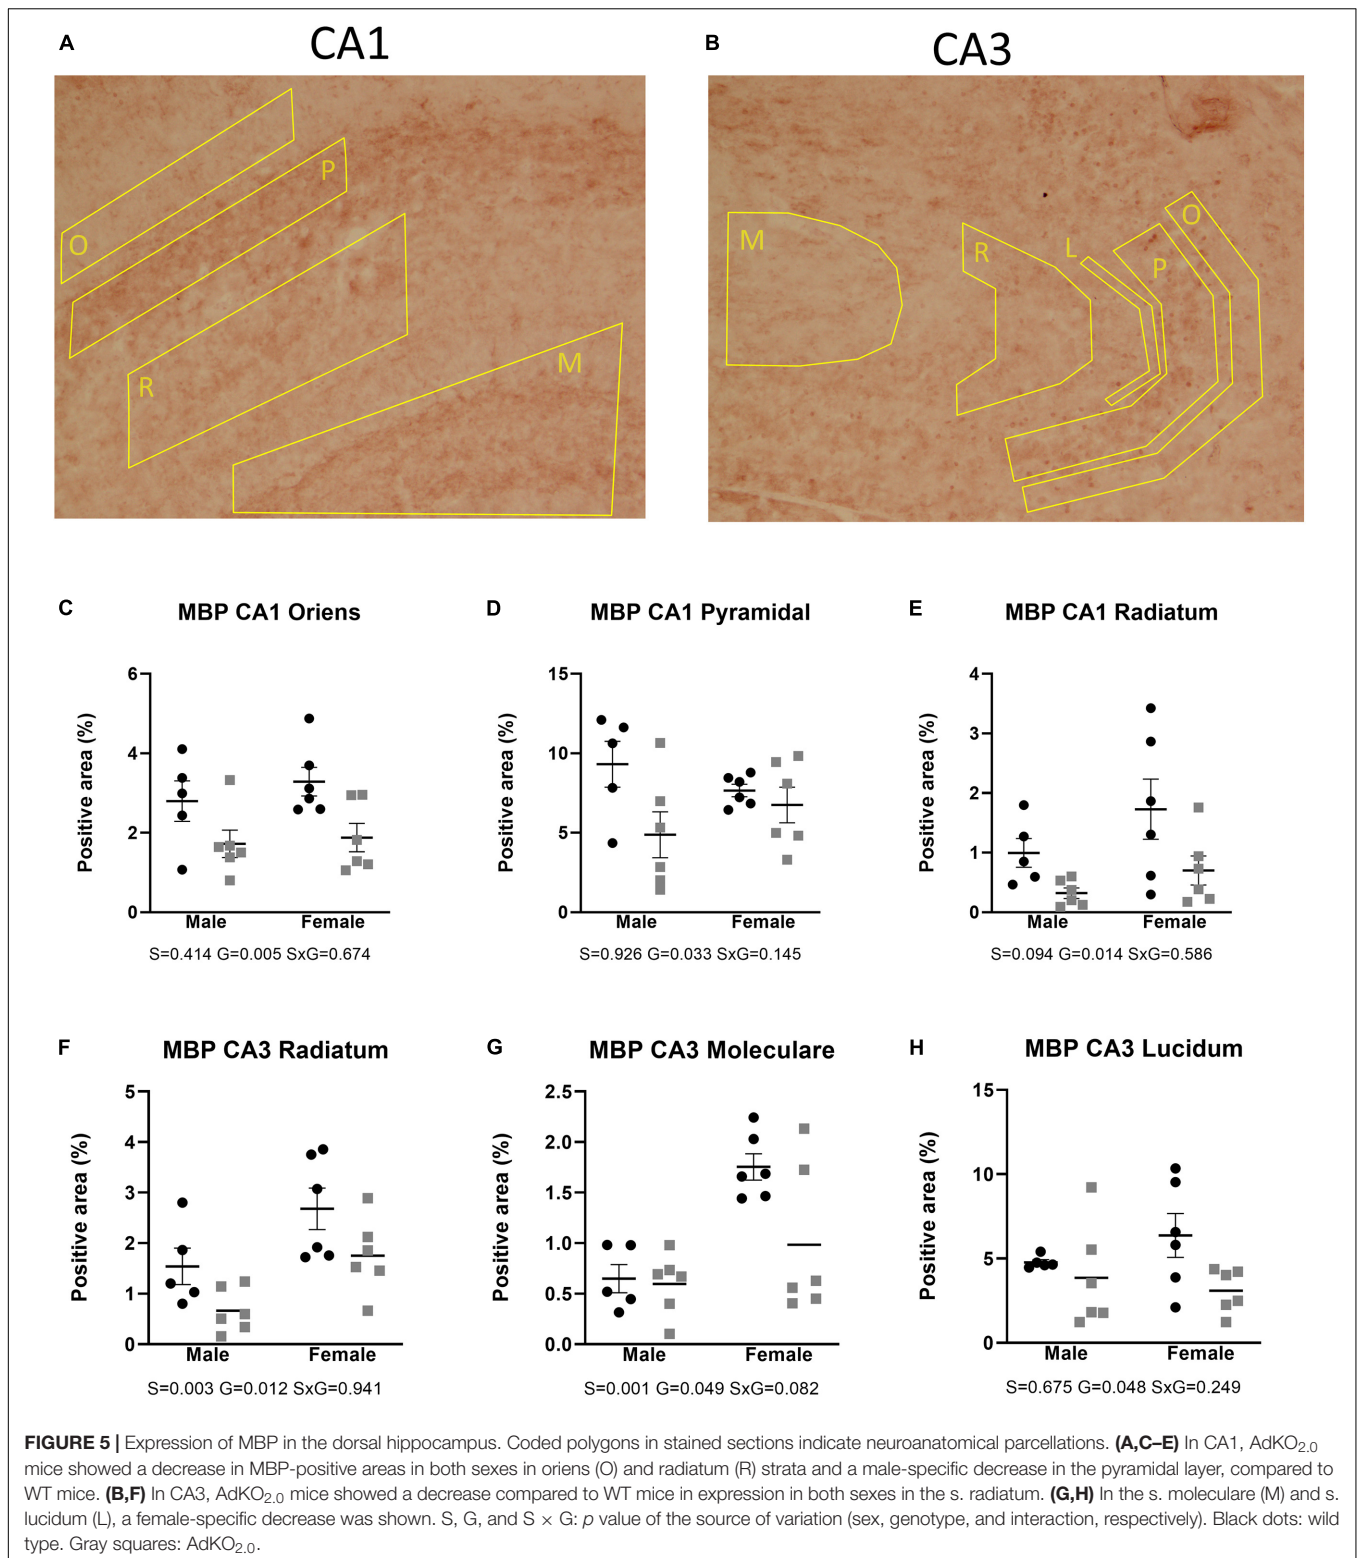 A
CA1
B
CA3
O
P
R
M
M
R
L
P
O
C
MBP CA1 Oriens
Positive area (%)
6
4
2
0
Male
Female
S=0.414 G=0.005 SxG=0.674
D
MBP CA1 Pyramidal
Positive area (%)
15
10
5
0
Male
Female
S=0.926 G=0.033 SxG=0.145
E
MBP CA1 Radiatum
Positive area (%)
4
3
2
1
0
Male
Female
S=0.094 G=0.014 SxG=0.586
F
MBP CA3 Radiatum
Positive area (%)
5
4
3
2
1
0
Male
Female
S=0.003 G=0.012 SxG=0.941
G
MBP CA3 Moleculare
Positive area (%)
2.5
2.0
1.5
1.0
0.5
0.0
Male
Female
S=0.001 G=0.049 SxG=0.082
H
MBP CA3 Lucidum
Positive area (%)
15
10
5
0
Male
Female
S=0.675 G=0.048 SxG=0.249
FIGURE 5 | Expression of MBP in the dorsal hippocampus. Coded polygons in stained sections indicate neuroanatomical parcellations. (A,C–E) In CA1, AdKO2.0
mice showed a decrease in MBP-positive areas in both sexes in oriens (O) and radiatum (R) strata and a male-specific decrease in the pyramidal layer, compared to
WT mice. (B,F) In CA3, AdKO2.0 mice showed a decrease compared to WT mice in expression in both sexes in the s. radiatum. (G,H) In the s. moleculare (M) and s.
lucidum (L), a female-specific decrease was shown. S, G, and S × G: p value of the source of variation (sex, genotype, and interaction, respectively). Black dots: wild
type. Gray squares: AdKO2.0.